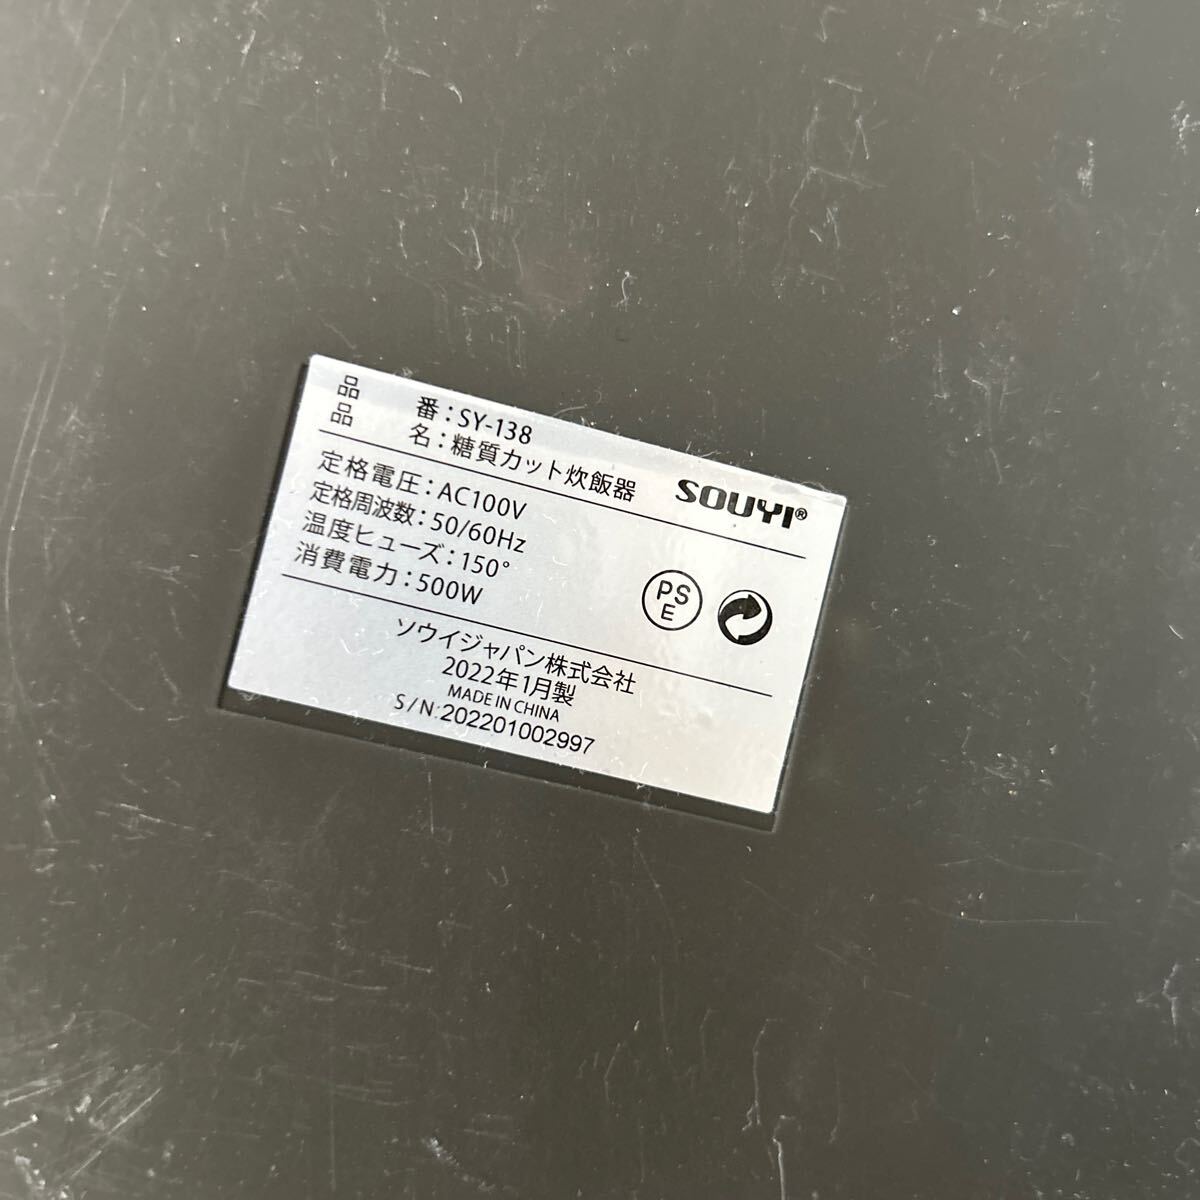 品　　番：SY-138
品　　名：糖質カット炊飯器
SOUYI®
定格電圧：AC100V
定格周波数：50/60Hz
温度ヒューズ：150°
消費電力：500W
PS
E
ソウイジャパン株式会社
2022年1月製
MADE IN CHINA
S/N:202201002997